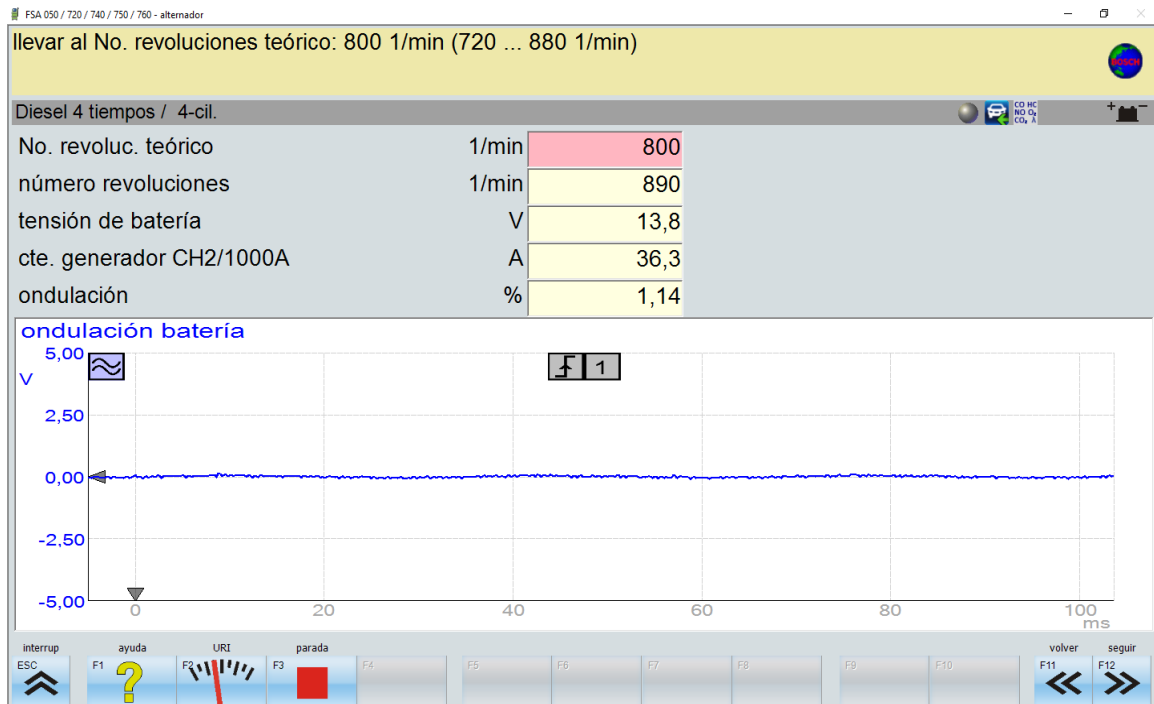 FSA 050 / 720 / 740 / 750 / 760 - alternador
llevar al No. revoluciones teórico: 800 1/min (720 ... 880 1/min)
BOSCH
Diesel 4 tiempos / 4-cil.
CO HC
NO O₂
CO₂ λ
+ −
No. revoluc. teórico 1/min 800
número revoluciones 1/min 890
tensión de batería V 13,8
cte. generador CH2/1000A A 36,3
ondulación % 1,14
ondulación batería
5,00
V
1
2,50
0,00
-2,50
-5,00
0 20 40 60 80 100
ms
interrup ayuda URI parada volver seguir
ESC F1 F2 F3 F4 F5 F6 F7 F8 F9 F10 F11 F12